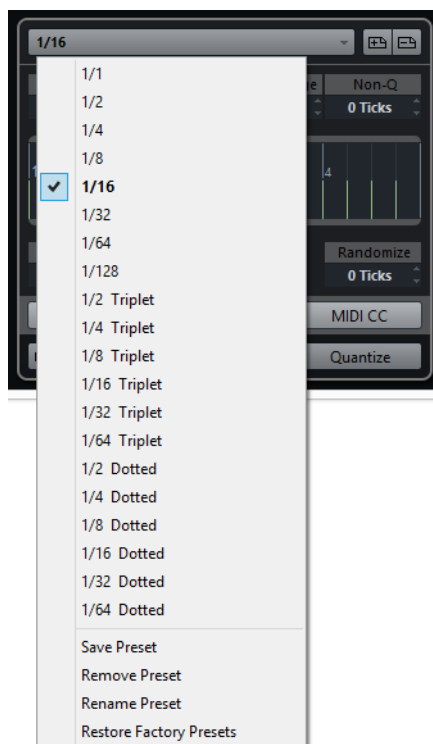 1/16
1/1
1/2
Non-Q
1/4
0 Ticks
1/8
4
1/16
1/32
1/64
Randomize
1/128
0 Ticks
1/2 Triplet
1/4 Triplet
MIDI CC
1/8 Triplet
Quantize
1/16 Triplet
1/32 Triplet
1/64 Triplet
1/2 Dotted
1/4 Dotted
1/8 Dotted
1/16 Dotted
1/32 Dotted
1/64 Dotted
Save Preset
Remove Preset
Rename Preset
Restore Factory Presets